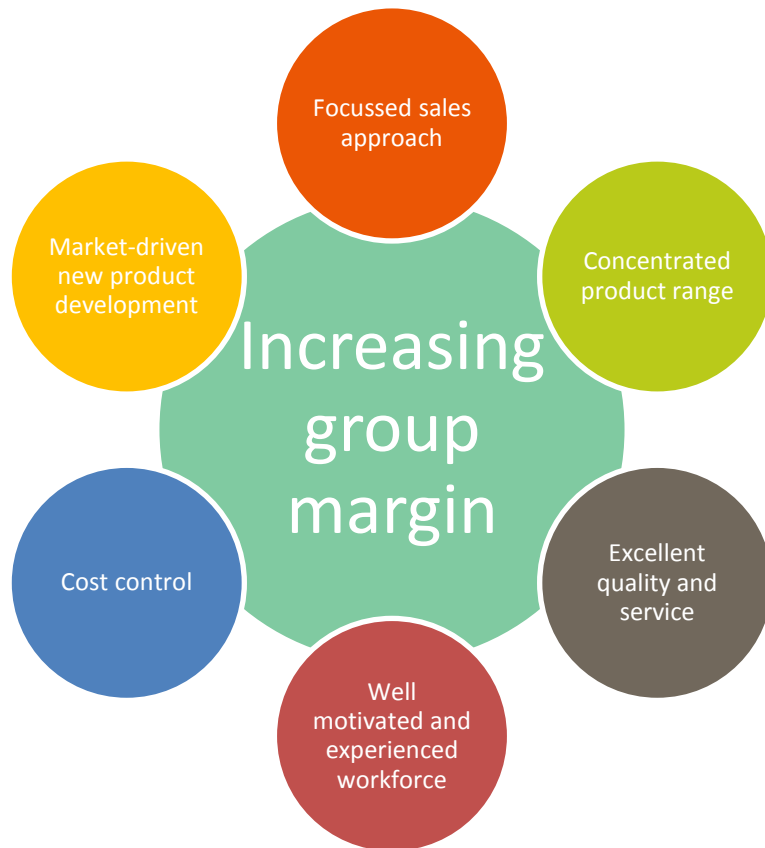 Focussed sales
approach
Concentrated
product range
Excellent
quality and
service
Well
motivated and
experienced
workforce
Cost control
Market-driven
new product
development
Increasing
group
margin